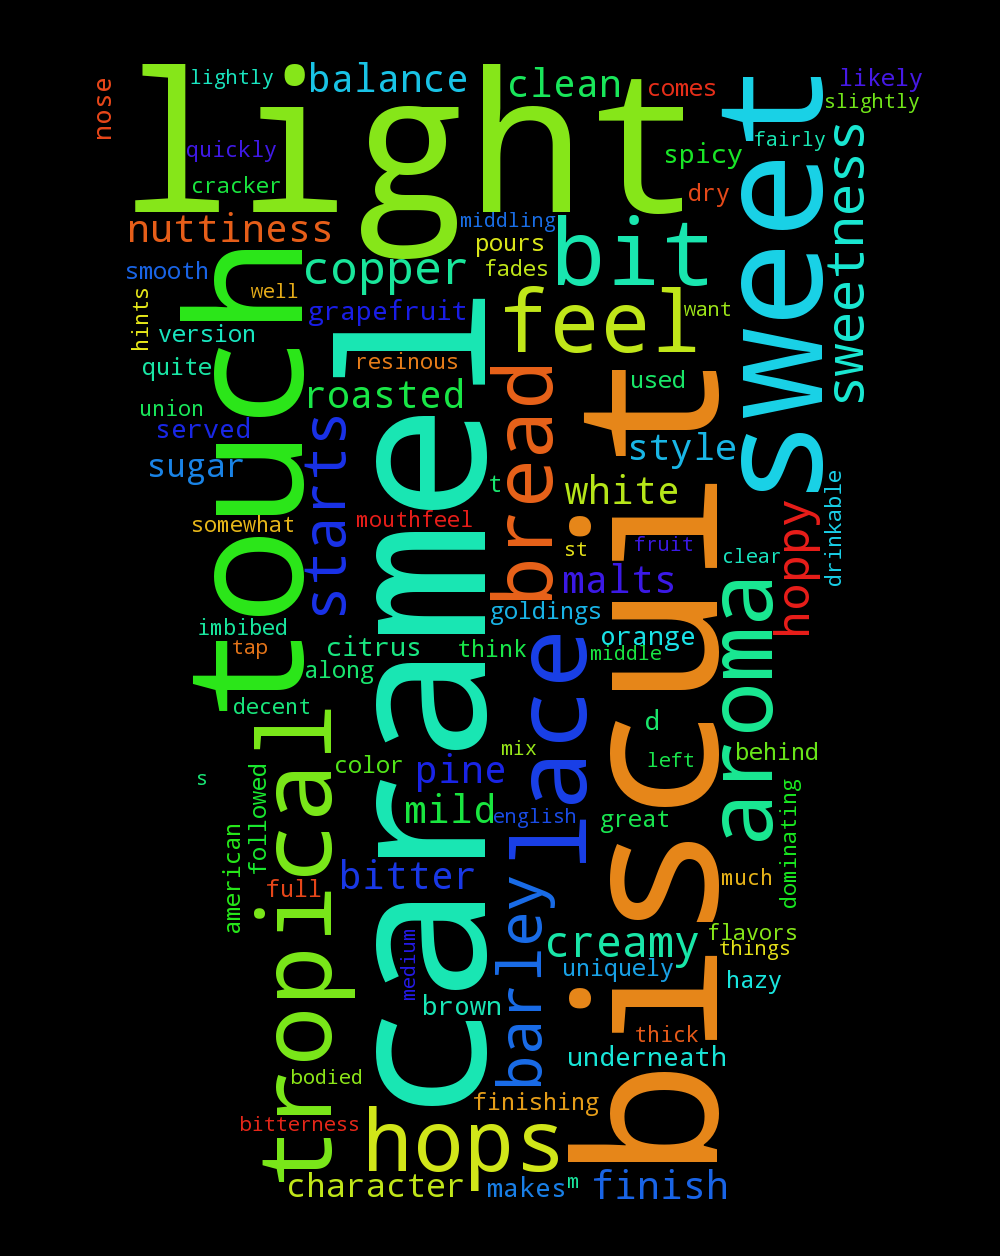 light
lightly
balance
clean
comes
likely
slightly
nose
quickly
cracker
spicy
fairly
dry
sweet
sweetness
nuttiness
middling
pours
fades
bit
smooth
copper
well
hints
version
grapefruit
feel
want
quite
resinous
touch
caramel
roasted
bread
used
biscuit
union
served
sugar
starts
style
t
white
somewhat
mouthfeel
hoppy
drinkable
st
fruit
clear
malts
goldings
aroma
imbibed
tap
citrus
along
think
lace
orange
middle
decent
d
tropical
s
color
pine
mix
left
behind
followed
american
mild
english
great
dominating
full
bitter
barley
much
medium
creamy
flavors
things
uniquely
hazy
brown
thick
underneath
bodied
finishing
bitterness
hops
character
makes
m
finish